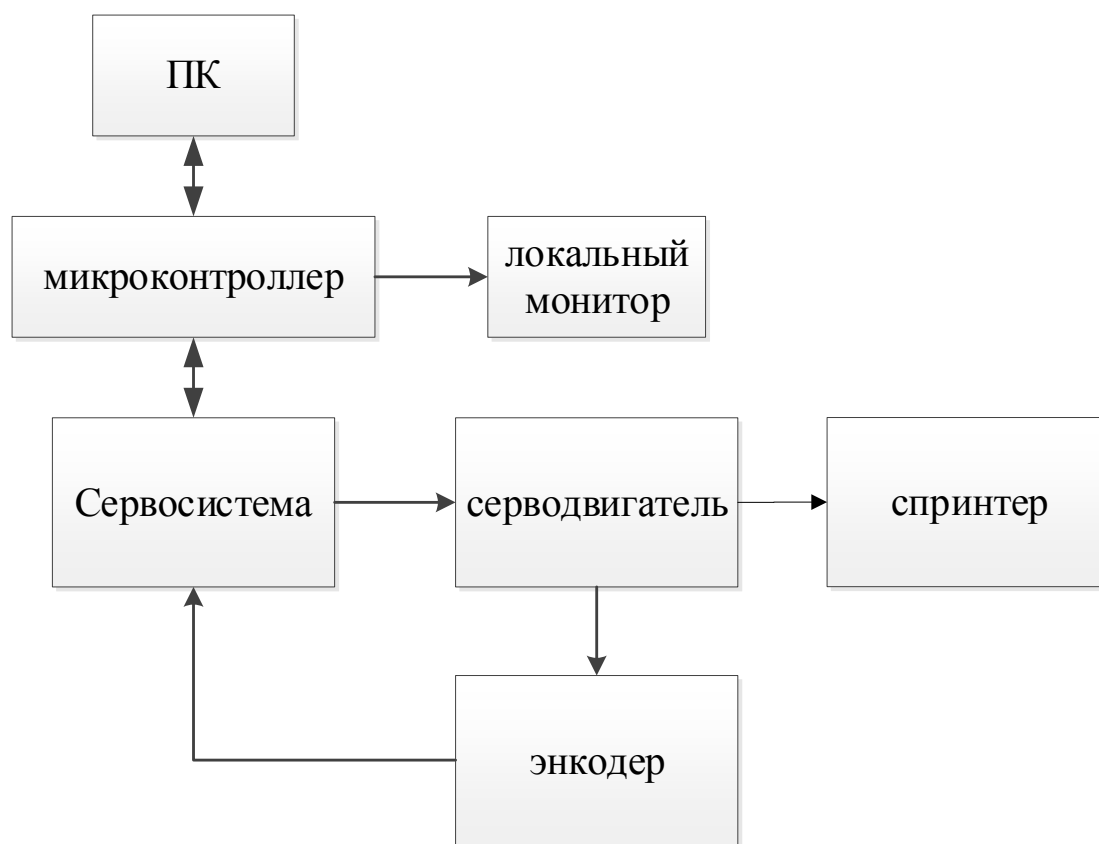 ПК
микроконтроллер
локальный
монитор
Сервосистема
серводвигатель
спринтер
энкодер